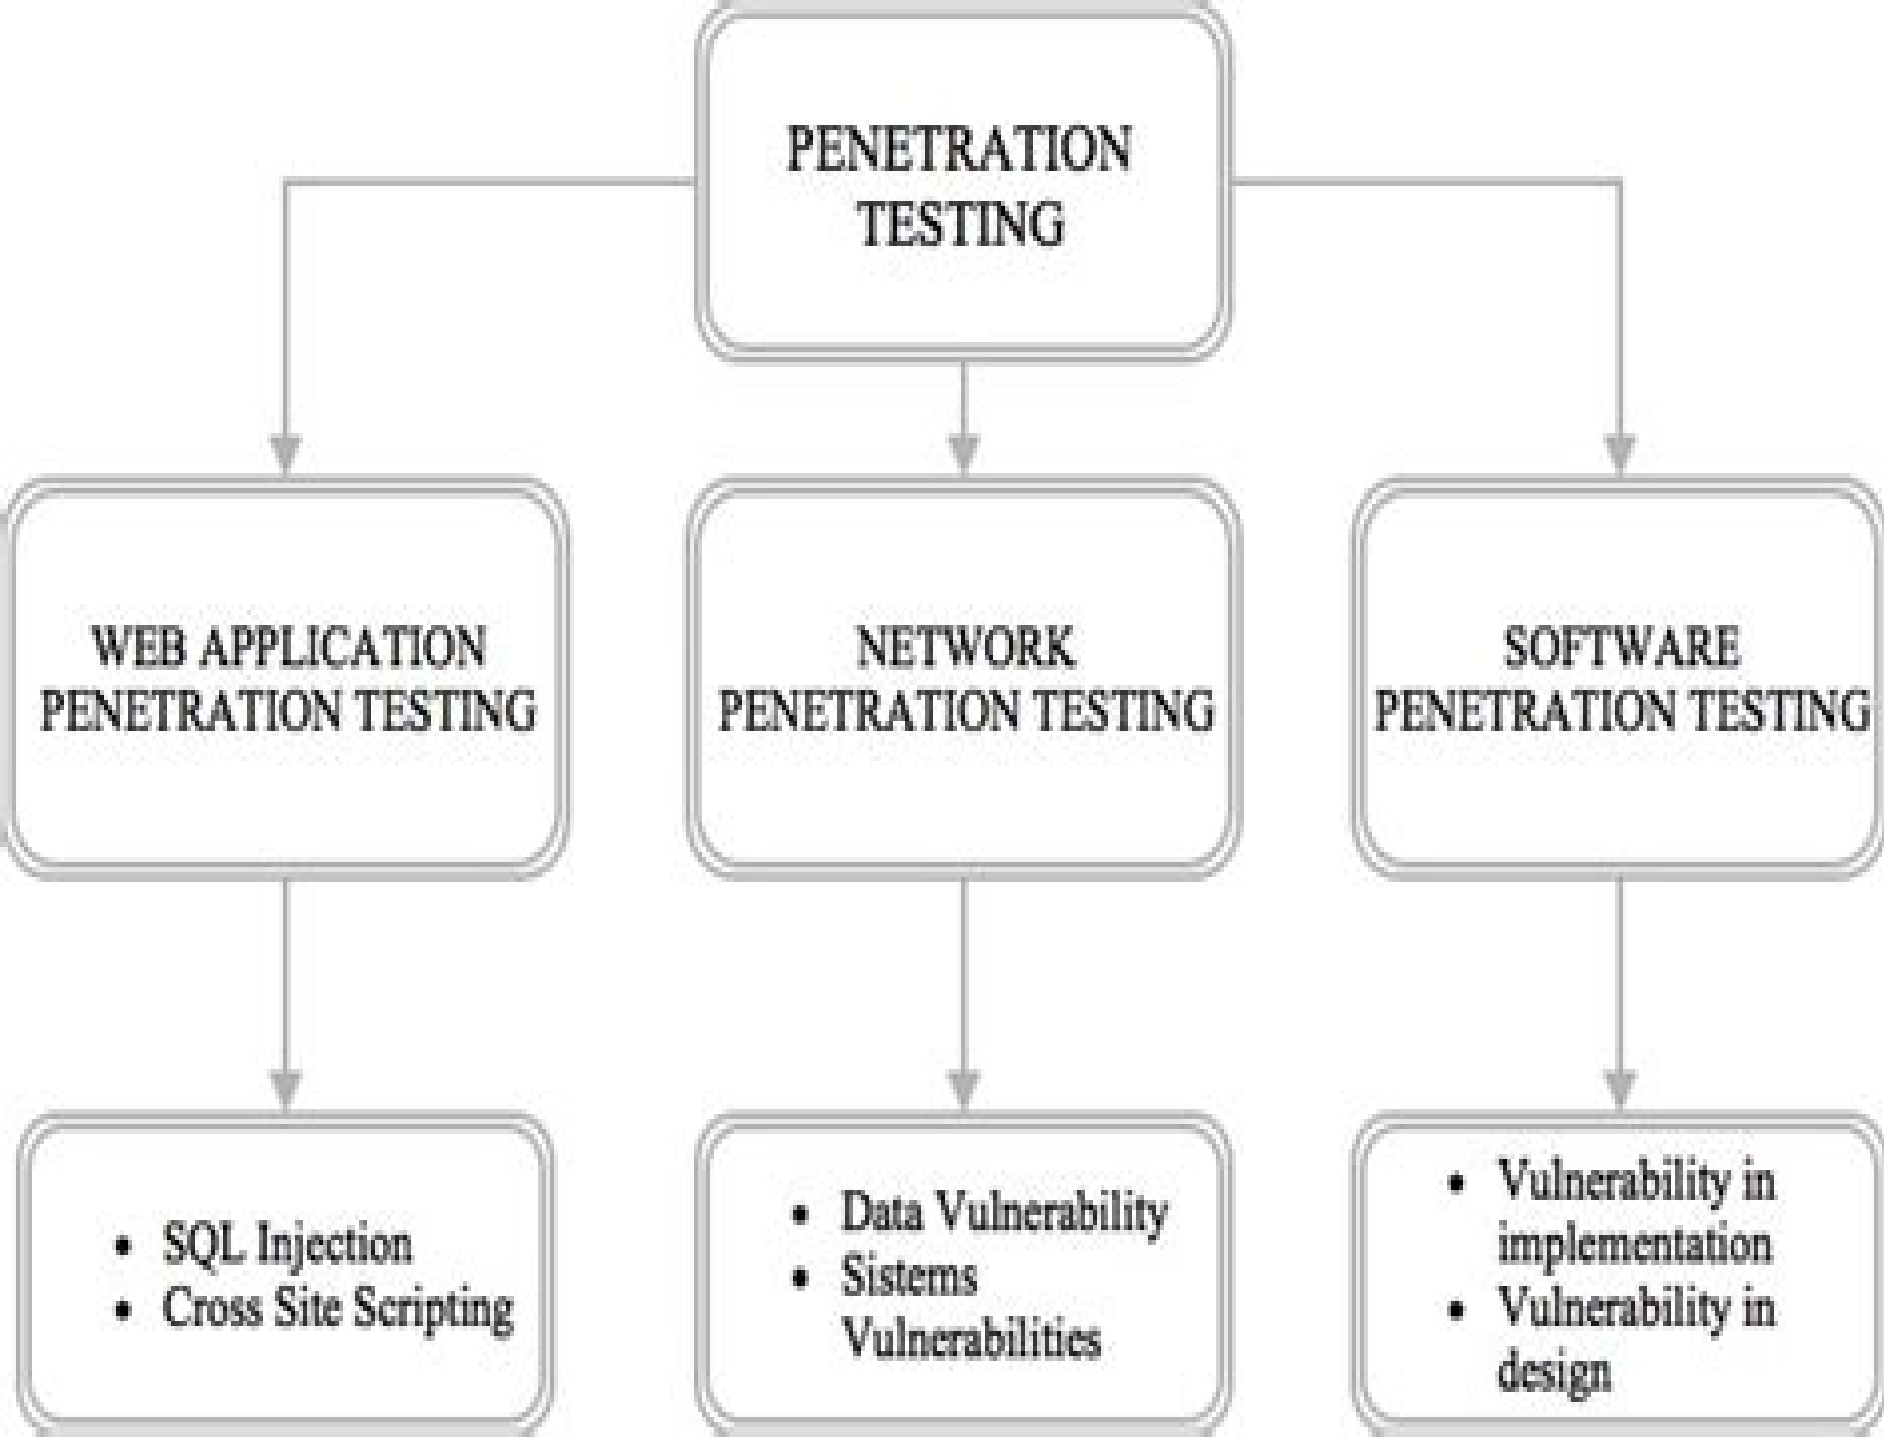 PENETRATION
TESTING
WEB APPLICATION
PENETRATION TESTING
NETWORK
PENETRATION TESTING
SOFTWARE
PENETRATION TESTING
• SQL Injection
• Cross Site Scripting
• Data Vulnerability
• Sistems
Vulnerabilities
• Vulnerability in
implementation
• Vulnerability in
design